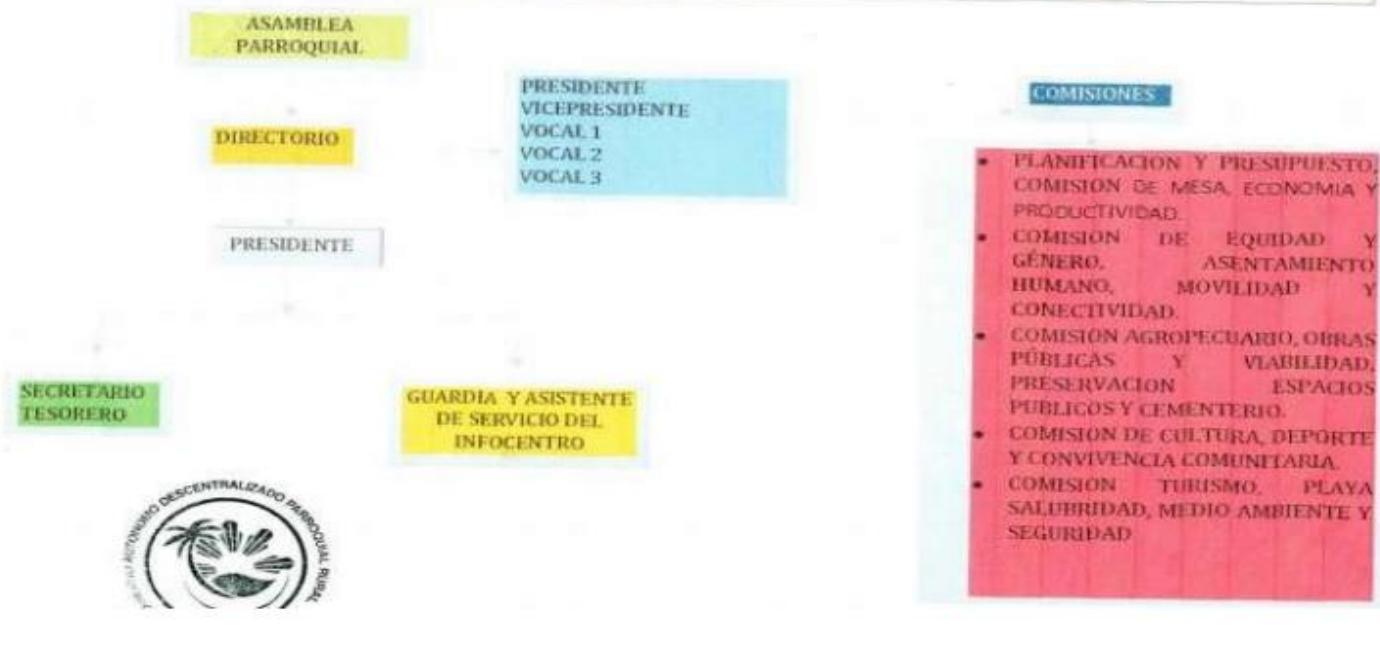 ASAMBLEA
PARROQUIAL
DIRECTORIO
PRESIDENTE
VICEPRESIDENTE
VOCAL 1
VOCAL 2
VOCAL 3
PRESIDENTE
SECRETARIO
TESORERO
GUARDIA Y ASISTENTE
DE SERVICIO DEL
INFOCENTRO
COMISIONES
• PLANIFICACION Y PRESUPUESTO,
COMISION DE MESA, ECONOMIA Y
PRODUCTIVIDAD.
• COMISION DE EQUIDAD Y
GÉNERO, ASENTAMIENTO
HUMANO, MOVILIDAD Y
CONECTIVIDAD.
• COMISION AGROPECUARIO, OBRAS
PÚBLICAS Y VIABILIDAD,
PRESERVACION ESPACIOS
PUBLICOS Y CEMENTERIO.
• COMISION DE CULTURA, DEPORTE
Y CONVIVENCIA COMUNITARIA.
• COMISION TURISMO, PLAYA
SALUBRIDAD, MEDIO AMBIENTE Y
SEGURIDAD
AUTONOMO DESCENTRALIZADO PARROQUIAL RURAL